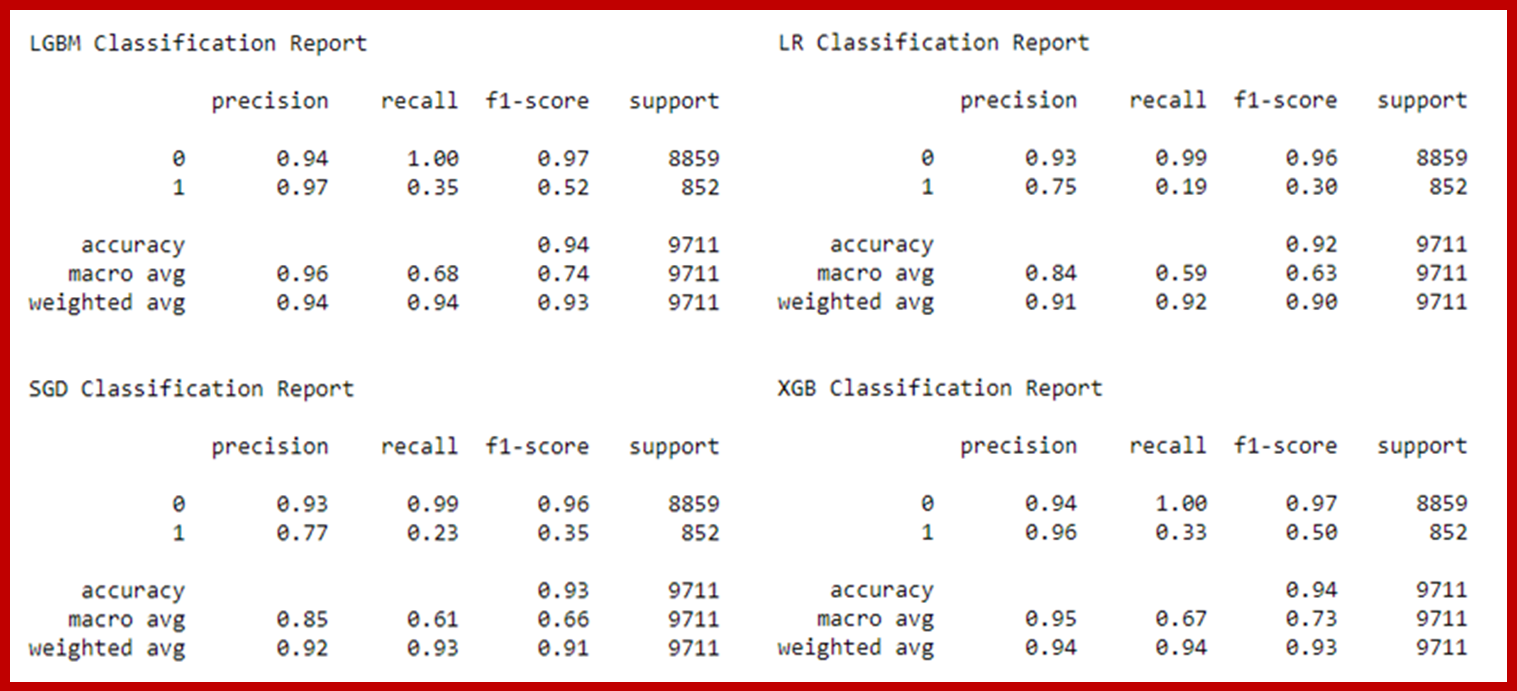 LGBM Classification Report
precision recall f1-score support
0 0.94 1.00 0.97 8859
1 0.97 0.35 0.52 852
accuracy 0.94 9711
macro avg 0.96 0.68 0.74 9711
weighted avg 0.94 0.94 0.93 9711
LR Classification Report
precision recall f1-score support
0 0.93 0.99 0.96 8859
1 0.75 0.19 0.30 852
accuracy 0.92 9711
macro avg 0.84 0.59 0.63 9711
weighted avg 0.91 0.92 0.90 9711
SGD Classification Report
precision recall f1-score support
0 0.93 0.99 0.96 8859
1 0.77 0.23 0.35 852
accuracy 0.93 9711
macro avg 0.85 0.61 0.66 9711
weighted avg 0.92 0.93 0.91 9711
XGB Classification Report
precision recall f1-score support
0 0.94 1.00 0.97 8859
1 0.96 0.33 0.50 852
accuracy 0.94 9711
macro avg 0.95 0.67 0.73 9711
weighted avg 0.94 0.94 0.93 9711